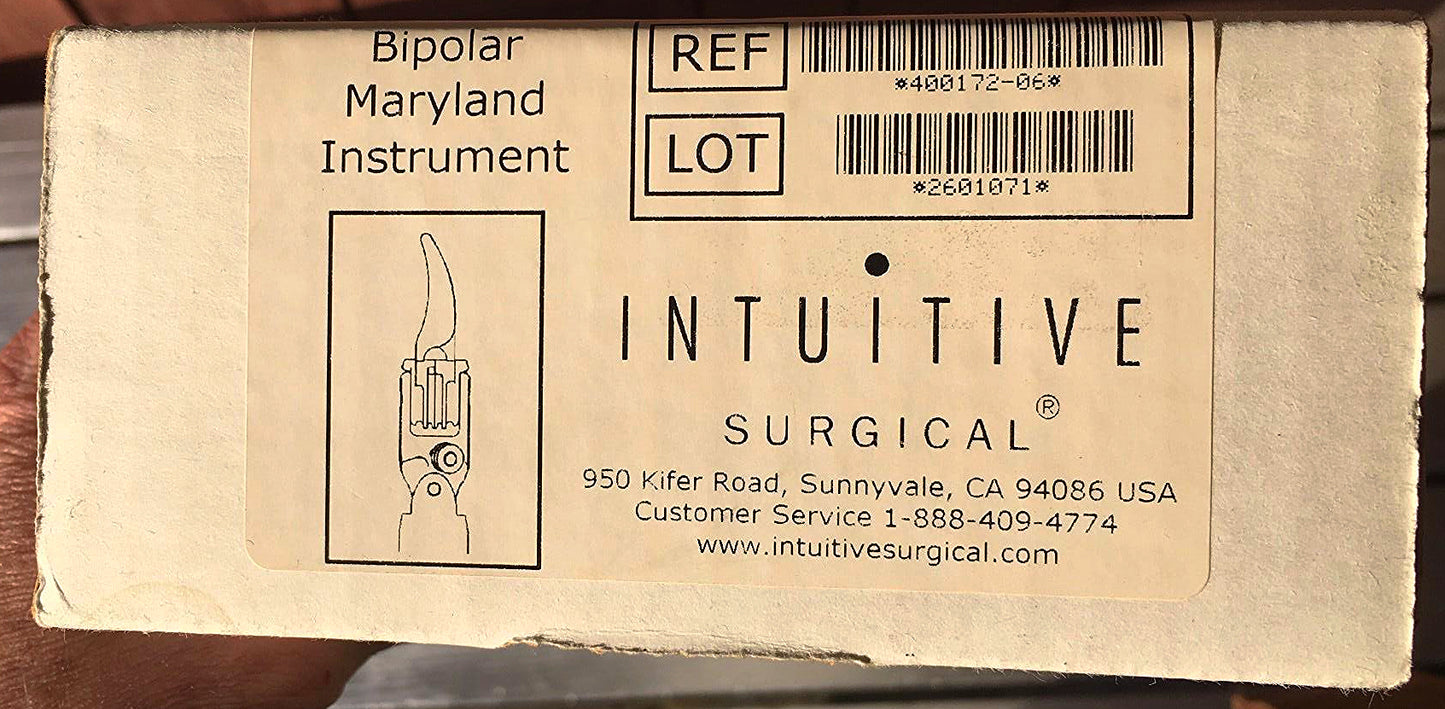 Bipolar
Maryland
Instrument
REF
*400172-06*
LOT
*2601071*
INTUITIVE
SURGICAL®
950 Kifer Road, Sunnyvale, CA 94086 USA
Customer Service 1-888-409-4774
www.intuitivesurgical.com